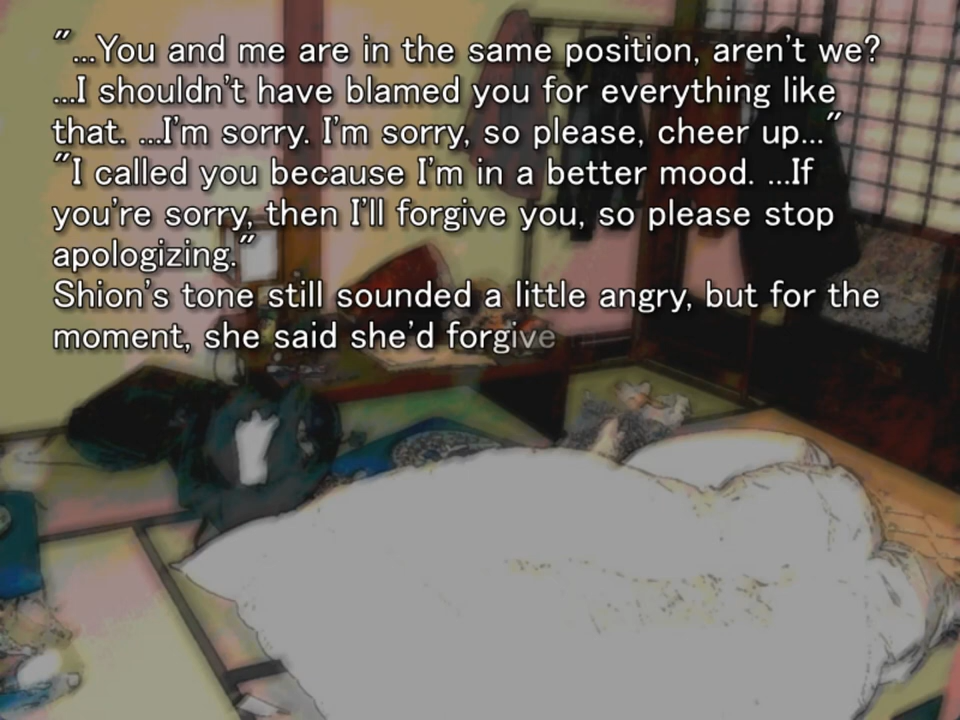 "...You and me are in the same position, aren't we?
...I shouldn't have blamed you for everything like
that. ...I'm sorry. I'm sorry, so please, cheer up..."
"I called you because I'm in a better mood. ...If
you're sorry, then I'll forgive you, so please stop
apologizing."
Shion's tone still sounded a little angry, but for the
moment, she said she'd forgive